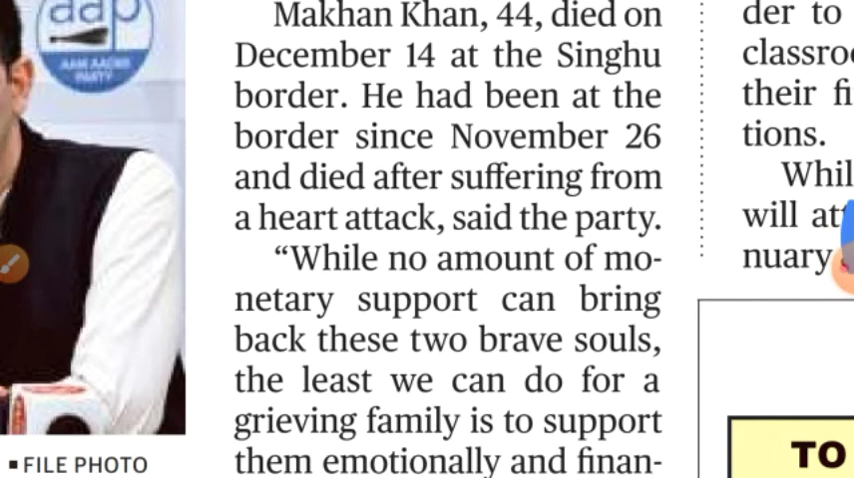 aap
AAM AADMI
PARTY
FILE PHOTO
Makhan Khan, 44, died on
December 14 at the Singhu
border. He had been at the
border since November 26
and died after suffering from
a heart attack, said the party.
“While no amount of mo-
netary support can bring
back these two brave souls,
the least we can do for a
grieving family is to support
them emotionally and finan-
der to
classroo
their fi
tions.
Whil
will at
nuary
TO